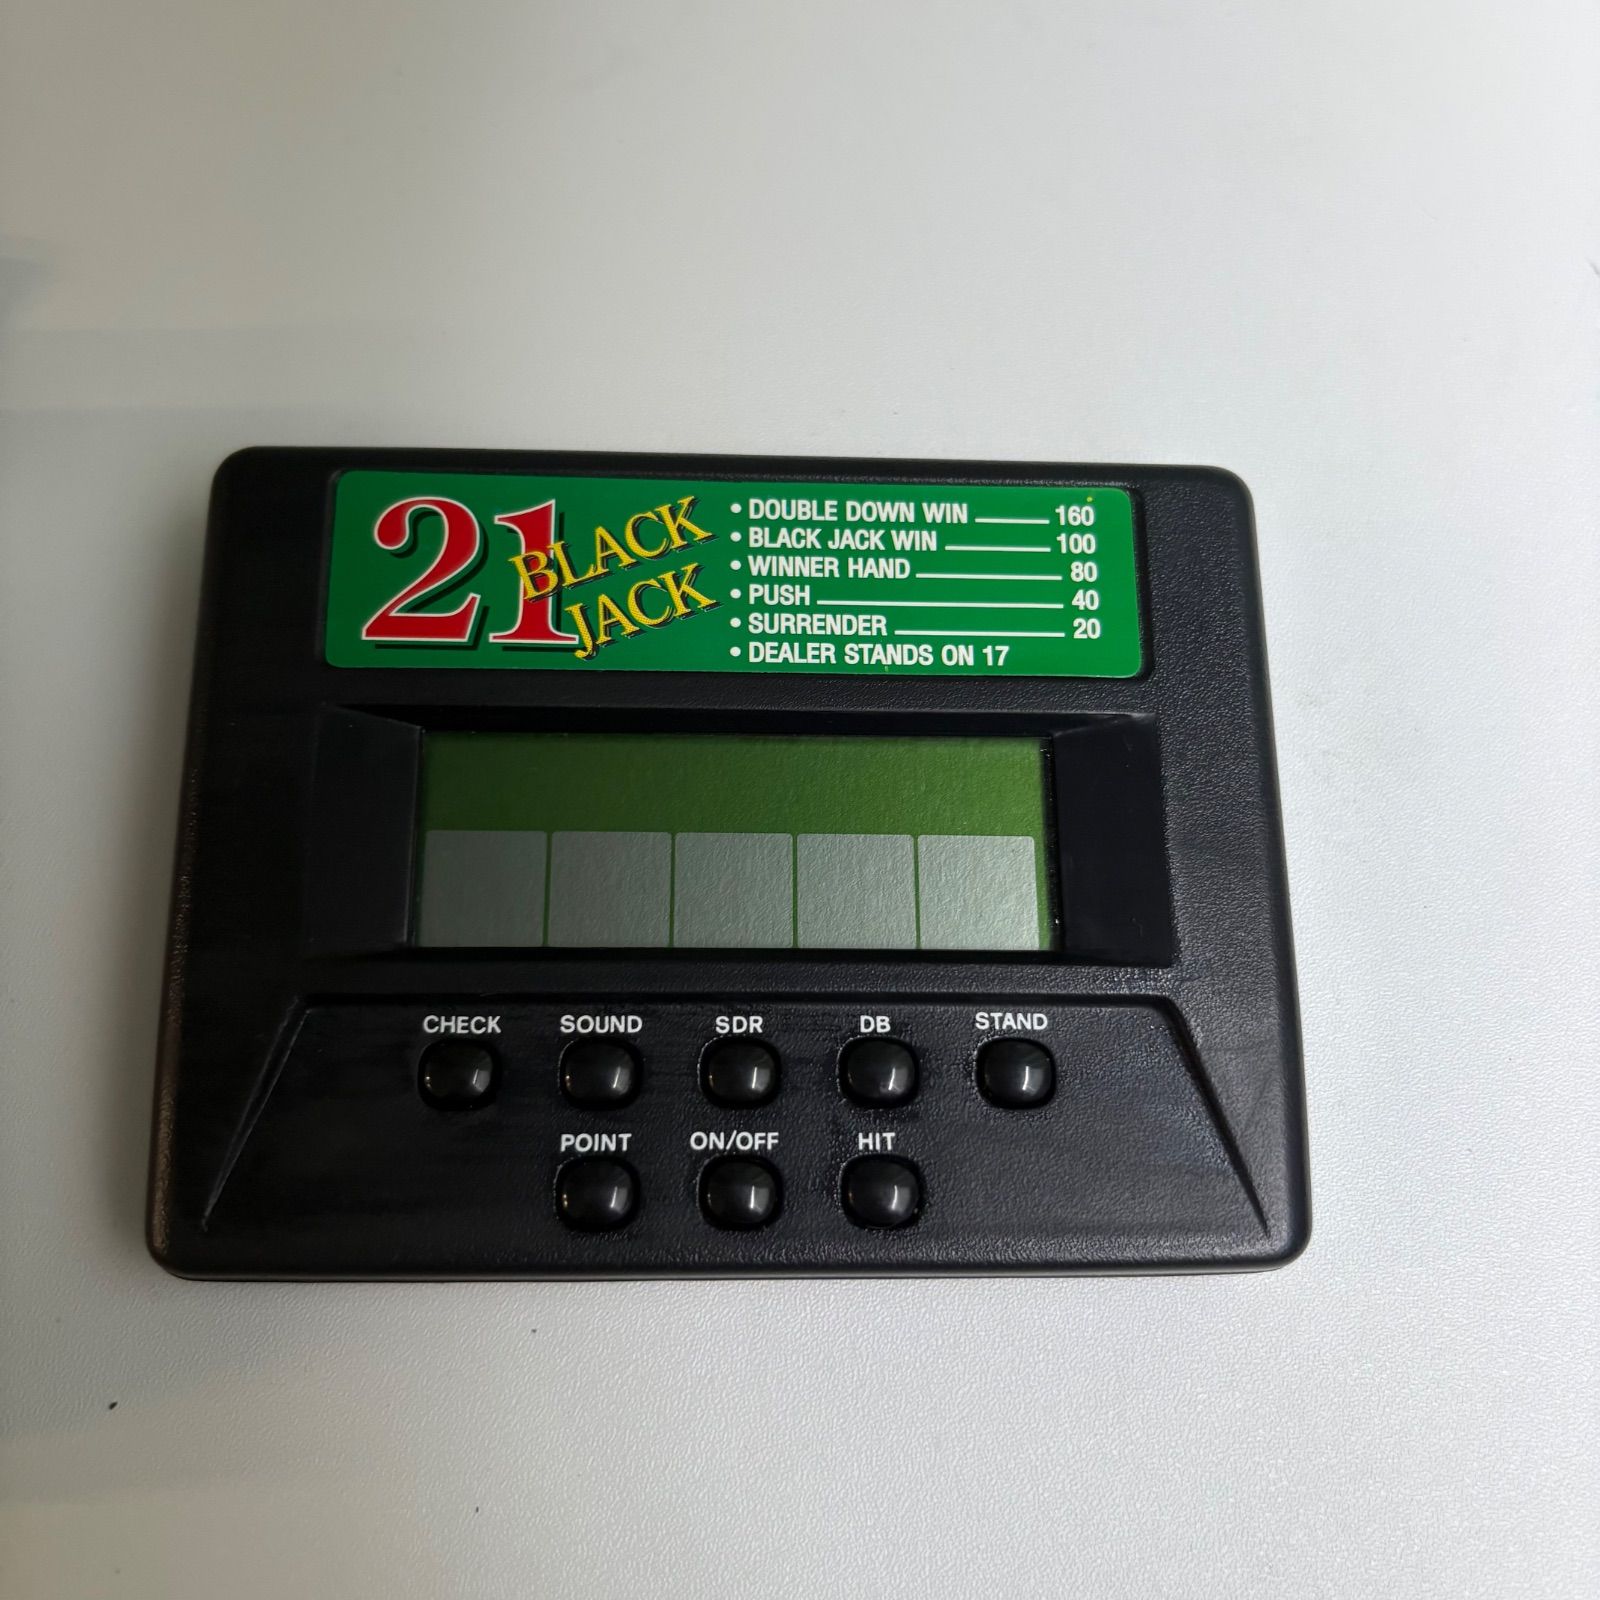 21
BLACK
JACK
• DOUBLE DOWN WIN 160
• BLACK JACK WIN 100
• WINNER HAND 80
• PUSH 40
• SURRENDER 20
• DEALER STANDS ON 17
CHECK SOUND SDR DB STAND
POINT ON/OFF HIT